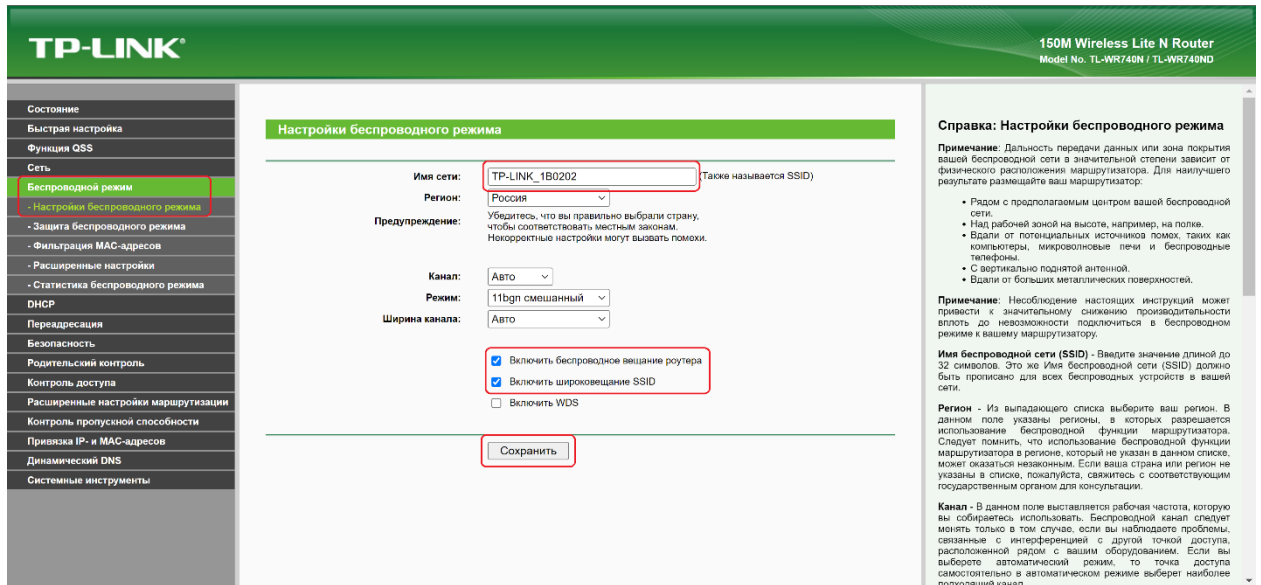 TP-LINK®
150M Wireless Lite N Router
Model No. TL-WR740N / TL-WR740ND
Состояние
Быстрая настройка
Функция QSS
Сеть
Беспроводной режим
- Настройки беспроводного режима
- Защита беспроводного режима
- Фильтрация MAC-адресов
- Расширенные настройки
- Статистика беспроводного режима
DHCP
Переадресация
Безопасность
Родительский контроль
Контроль доступа
Расширенные настройки маршрутизации
Контроль пропускной способности
Привязка IP- и MAC-адресов
Динамический DNS
Системные инструменты
Настройки беспроводного режима
Имя сети: TP-LINK_1B0202 (Также называется SSID)
Регион: Россия
Предупреждение: Убедитесь, что вы правильно выбрали страну,
чтобы соответствовать местным законам.
Некорректные настройки могут вызвать помехи.
Канал: Авто
Режим: 11bgn смешанный
Ширина канала: Авто
Включить беспроводное вещание роутера
Включить широковещание SSID
Включить WDS
Сохранить
Справка: Настройки беспроводного режима
Примечание: Дальность передачи данных или зона покрытия
вашей беспроводной сети в значительной степени зависит от
физического расположения маршрутизатора. Для наилучшего
результате размещайте ваш маршрутизатор:
• Рядом с предполагаемым центром вашей беспроводной
сети.
• Над рабочей зоной на высоте, например, на полке.
• Вдали от потенциальных источников помех, таких как
компьютеры, микроволновые печи и беспроводные
телефоны.
• С вертикально поднятой антенной.
• Вдали от больших металлических поверхностей.
Примечание: Несоблюдение настоящих инструкций может
привести к значительному снижению производительности
вплоть до невозможности подключиться в беспроводном
режиме к вашему маршрутизатору.
Имя беспроводной сети (SSID) - Введите значение длиной до
32 символов. Это же Имя беспроводной сети (SSID) должно
быть прописано для всех беспроводных устройств в вашей
сети.
Регион - Из выпадающего списка выберите ваш регион. В
данном поле указаны регионы, в которых разрешается
использование беспроводной функции маршрутизатора.
Следует помнить, что использование беспроводной функции
маршрутизатора в регионе, который не указан в данном списке,
может оказаться незаконным. Если ваша страна или регион не
указаны в списке, пожалуйста, свяжитесь с соответствующим
государственным органом для консультации.
Канал - В данном поле выставляется рабочая частота, которую
вы собираетесь использовать. Беспроводной канал следует
менять только в том случае, если вы наблюдаете проблемы,
связанные с интерференцией с другой точкой доступа,
расположенной рядом с вашим оборудованием. Если вы
выберете автоматический режим, то точка доступа
самостоятельно в автоматическом режиме выберет наиболее
подходящий канал.